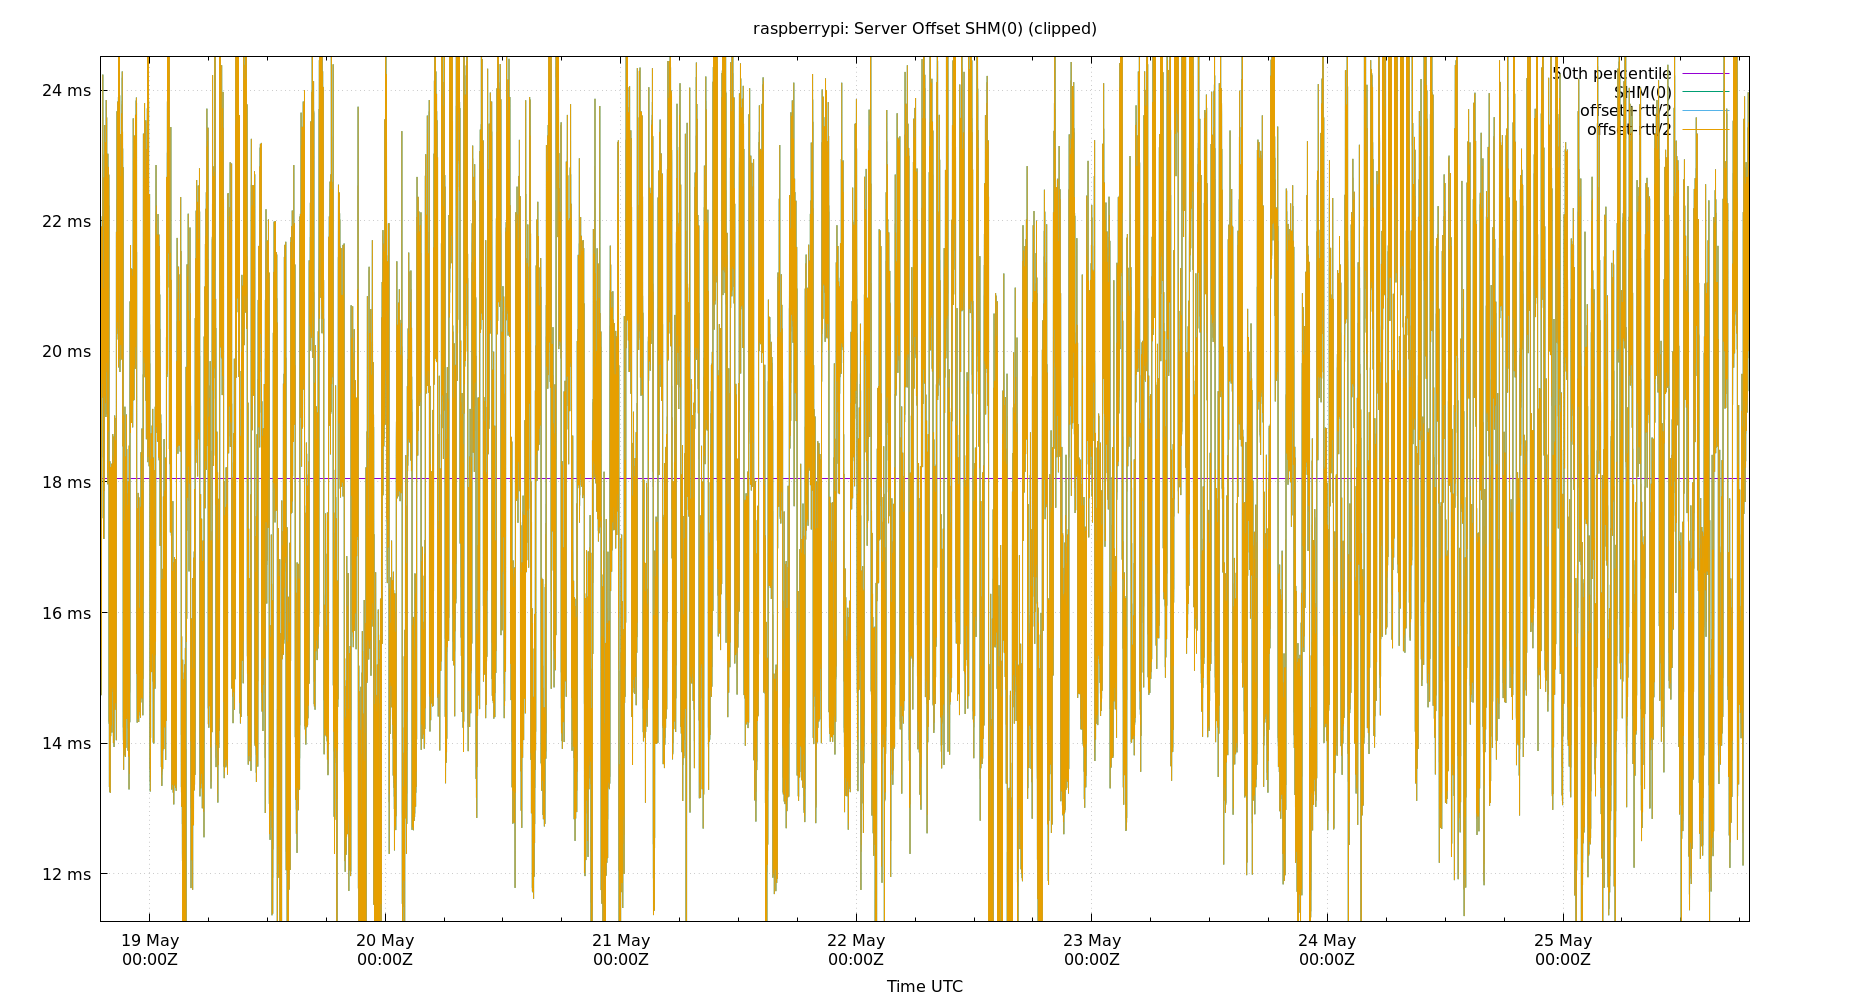 raspberrypi: Server Offset SHM(0) (clipped)
50th percentile
SHM(0)
offset+rtt/2
offset-rtt/2
24 ms
22 ms
20 ms
18 ms
16 ms
14 ms
12 ms
19 May 20 May 21 May 22 May 23 May 24 May 25 May
00:00Z 00:00Z 00:00Z 00:00Z 00:00Z 00:00Z 00:00Z
Time UTC